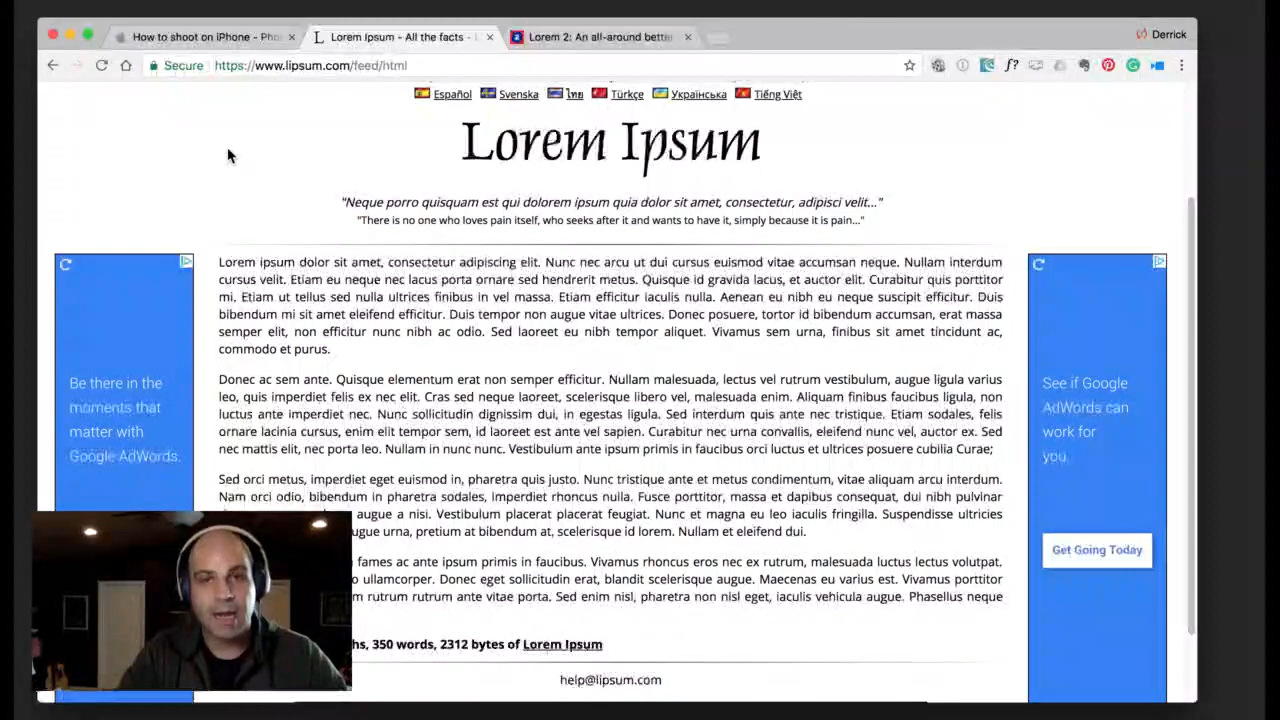 How to shoot on iPhone - Pho
Lorem Ipsum - All the facts - L
Lorem 2: An all-around bette
Derrick
Secure https://www.lipsum.com/feed/html
Español Svenska ไทย Türkçe Українська Tiếng Việt
Lorem Ipsum
"Neque porro quisquam est qui dolorem ipsum quia dolor sit amet, consectetur, adipisci velit..."
"There is no one who loves pain itself, who seeks after it and wants to have it, simply because it is pain..."
Lorem ipsum dolor sit amet, consectetur adipiscing elit. Nunc nec arcu ut dui cursus euismod vitae accumsan neque. Nullam interdum
cursus velit. Etiam eu neque nec lacus porta ornare sed hendrerit metus. Quisque id gravida lacus, et auctor elit. Curabitur quis porttitor
mi. Etiam ut tellus sed nulla ultrices finibus in vel massa. Etiam efficitur iaculis nulla. Aenean eu nibh eu neque suscipit efficitur. Duis
bibendum mi sit amet eleifend efficitur. Duis tempor non augue vitae ultrices. Donec posuere, tortor id bibendum accumsan, erat massa
semper elit, non efficitur nunc nibh ac odio. Sed laoreet eu nibh tempor aliquet. Vivamus sem urna, finibus sit amet tincidunt ac,
commodo et purus.
Donec ac sem ante. Quisque elementum erat non semper efficitur. Nullam malesuada, lectus vel rutrum vestibulum, augue ligula varius
leo, quis imperdiet felis ex nec elit. Cras sed neque laoreet, scelerisque libero vel, malesuada enim. Aliquam finibus faucibus ligula, non
luctus ante imperdiet nec. Nunc sollicitudin dignissim dui, in egestas ligula. Sed interdum quis ante nec tristique. Etiam sodales, felis
ornare lacinia cursus, enim elit tempor sem, id laoreet est ante vel sapien. Curabitur nec urna convallis, eleifend nunc vel, auctor ex. Sed
nec mattis elit, nec porta leo. Nullam in nunc nunc. Vestibulum ante ipsum primis in faucibus orci luctus et ultrices posuere cubilia Curae;
Sed orci metus, imperdiet eget euismod in, pharetra quis justo. Nunc tristique ante et metus condimentum, vitae aliquam arcu interdum.
Nam orci odio, bibendum in pharetra sodales, imperdiet rhoncus nulla. Fusce porttitor, massa et dapibus consequat, dui nibh pulvinar
augue a nisi. Vestibulum placerat placerat feugiat. Nunc et magna eu leo iaculis fringilla. Suspendisse ultricies
ugue urna, pretium at bibendum at, scelerisque id lorem. Nullam et eleifend dui.
fames ac ante ipsum primis in faucibus. Vivamus rhoncus eros nec ex rutrum, malesuada luctus lectus volutpat.
o ullamcorper. Donec eget sollicitudin erat, blandit scelerisque augue. Maecenas eu varius est. Vivamus porttitor
m rutrum rutrum ante vitae porta. Sed enim nisl, pharetra non nisl eget, iaculis vehicula augue. Phasellus neque
hs, 350 words, 2312 bytes of Lorem Ipsum
help@lipsum.com
Be there in the
moments that
matter with
Google AdWords.
See if Google
AdWords can
work for
you.
Get Going Today